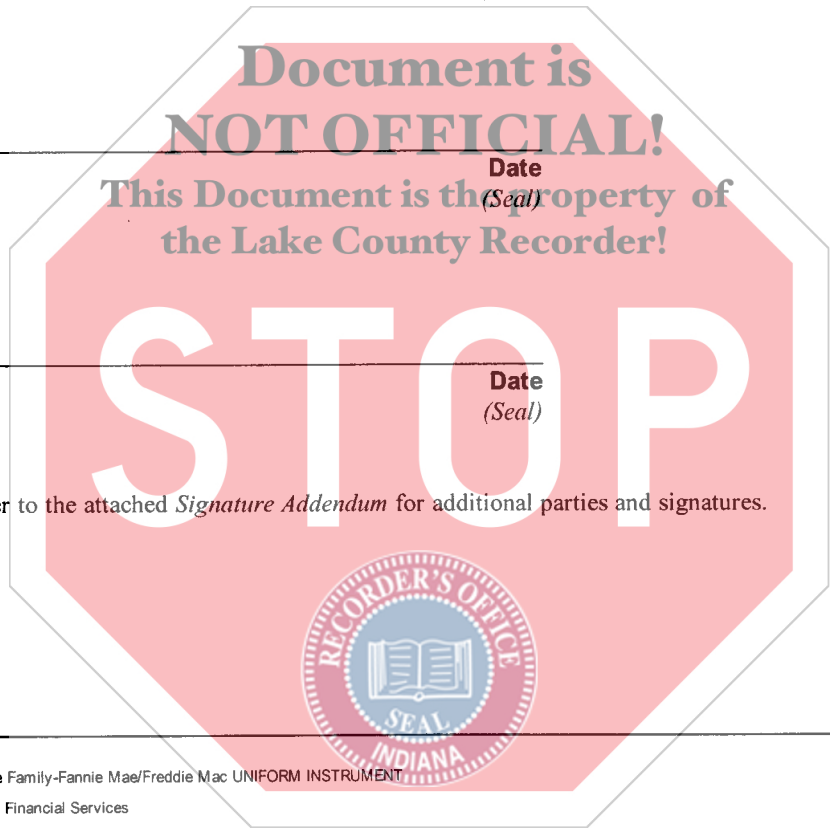 Document is
NOT OFFICIAL!
Date
This Document is the property of
(Seal)
the Lake County Recorder!
STOP
Date
(Seal)
to the attached Signature Addendum for additional parties and signatures.
RECORDER'S OFFICE
SEAL
INDIANA
Family-Fannie Mae/Freddie Mac UNIFORM INSTRUMENT
Financial Services